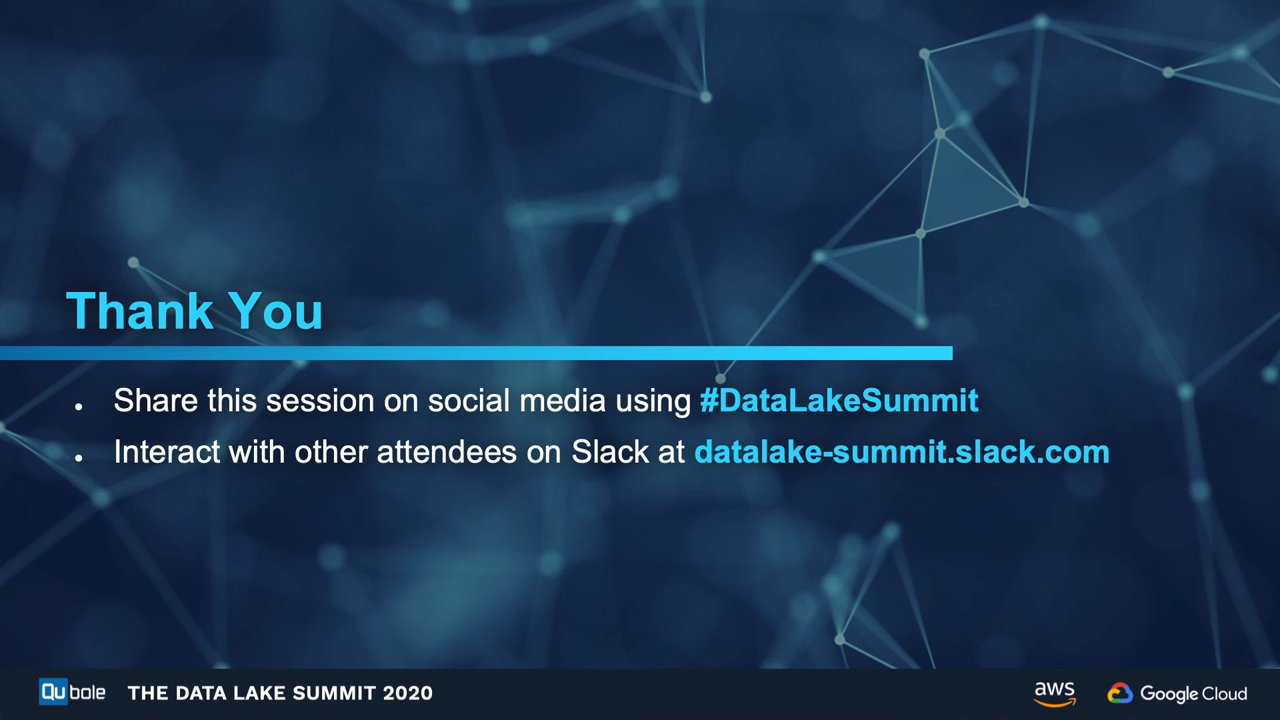 Thank You
• Share this session on social media using #DataLakeSummit
• Interact with other attendees on Slack at datalake-summit.slack.com
Qubole THE DATA LAKE SUMMIT 2020 aws Google Cloud